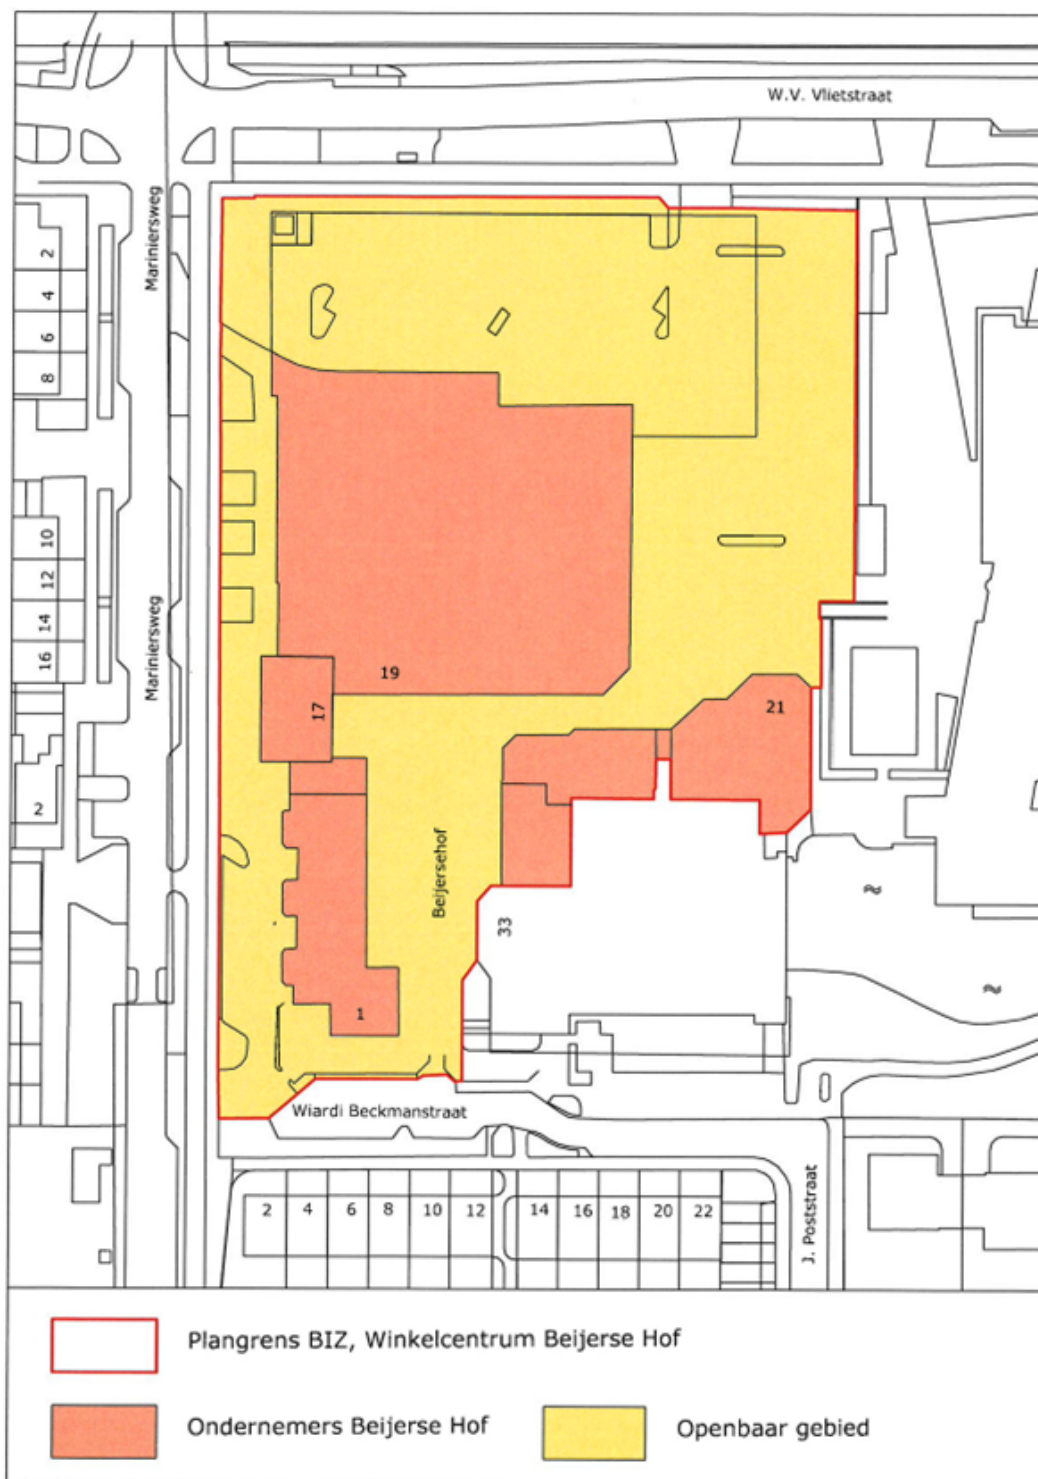 W.V. Vlietstraat
Mariniersweg
2
4
6
8
10
12
14
16
Mariniersweg
2
19
17
21
Beijersehof
33
1
Wiardi Beckmanstraat
2 4 6 8 10 12 14 16 18 20 22
J. Poststraat
Plangrens BIZ, Winkelcentrum Beijerse Hof
Ondernemers Beijerse Hof
Openbaar gebied